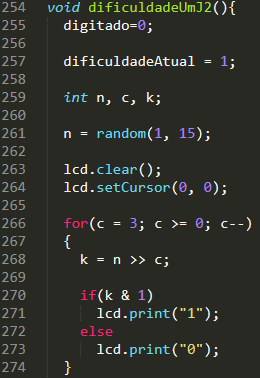 254 void dificuldadeUmJ2(){
255 digitado=0;
256
257 dificuldadeAtual = 1;
258
259 int n, c, k;
260
261 n = random(1, 15);
262
263 lcd.clear();
264 lcd.setCursor(0, 0);
265
266 for(c = 3; c >= 0; c--)
267 {
268 k = n >> c;
269
270 if(k & 1)
271 lcd.print("1");
272 else
273 lcd.print("0");
274 }